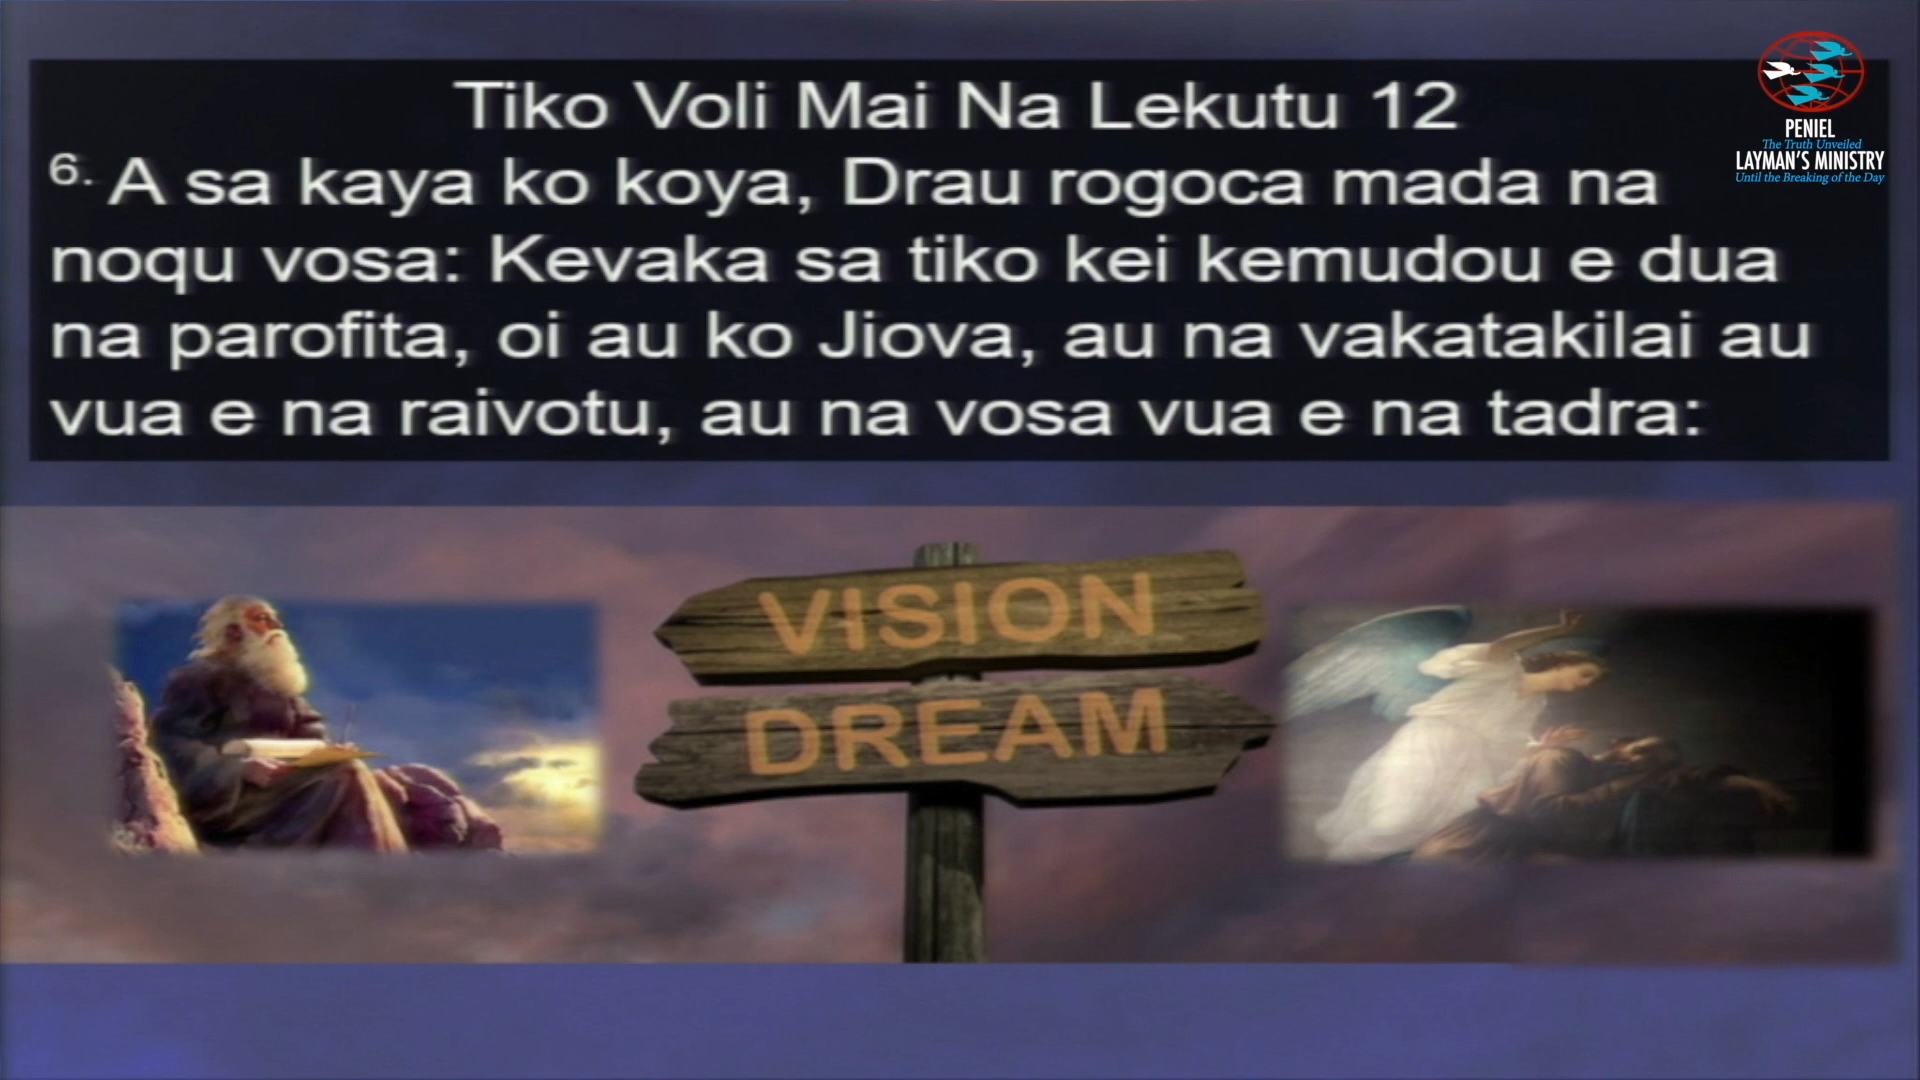 Tiko Voli Mai Na Lekutu 12
6. A sa kaya ko koya, Drau rogoca mada na
noqu vosa: Kevaka sa tiko kei kemudou e dua
na parofita, oi au ko Jiova, au na vakatakilai au
vua e na raivotu, au na vosa vua e na tadra:
PENIEL
The Truth Unveiled
LAYMAN'S MINISTRY
Until the Breaking of the Day
VISION
DREAM